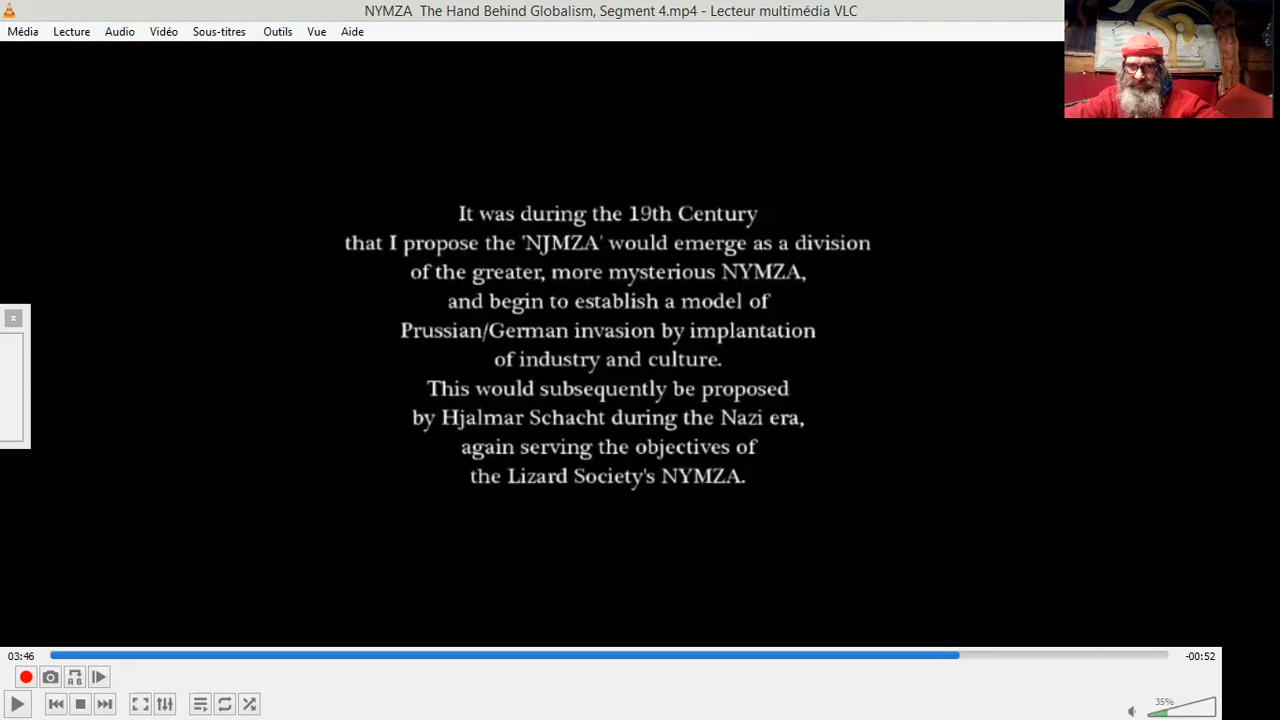 NYMZA  The Hand Behind Globalism, Segment 4.mp4 - Lecteur multimédia VLC
Média Lecture Audio Vidéo Sous-titres Outils Vue Aide
It was during the 19th Century
that I propose the 'NJMZA' would emerge as a division
of the greater, more mysterious NYMZA,
and begin to establish a model of
Prussian/German invasion by implantation
of industry and culture.
This would subsequently be proposed
by Hjalmar Schacht during the Nazi era,
again serving the objectives of
the Lizard Society's NYMZA.
x
03:46 -00:52
A B
35%